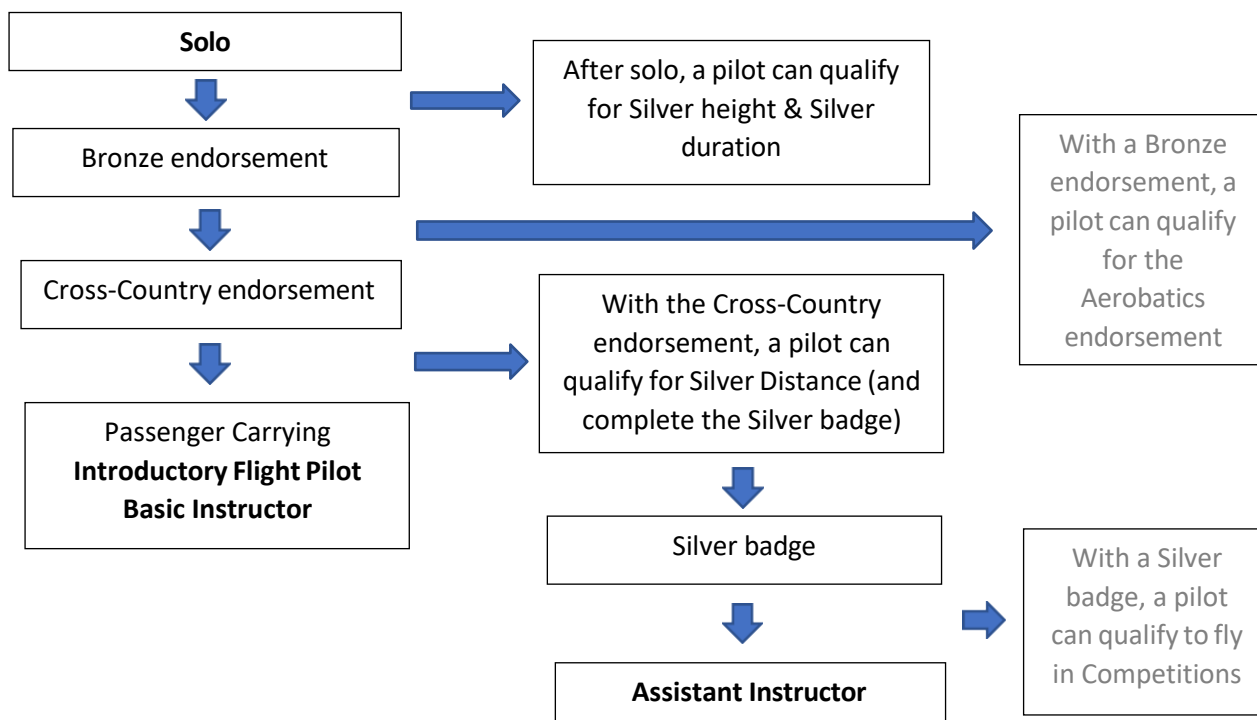 Solo
After solo, a pilot can qualify
for Silver height & Silver
duration
Bronze endorsement
With a Bronze
endorsement, a
pilot can qualify
for the
Aerobatics
endorsement
Cross-Country endorsement
With the Cross-Country
endorsement, a pilot can
qualify for Silver Distance (and
complete the Silver badge)
Passenger Carrying
Introductory Flight Pilot
Basic Instructor
Silver badge
With a Silver
badge, a pilot
can qualify to fly
in Competitions
Assistant Instructor